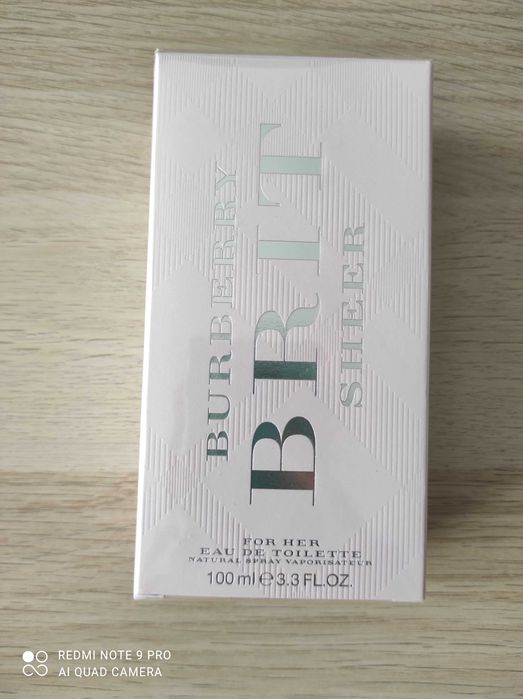 BURBERRY
BRIT
SHEER
FOR HER
EAU DE TOILETTE
NATURAL SPRAY VAPORISATEUR
100 ml e 3.3 FL.OZ.
REDMI NOTE 9 PRO
AI QUAD CAMERA